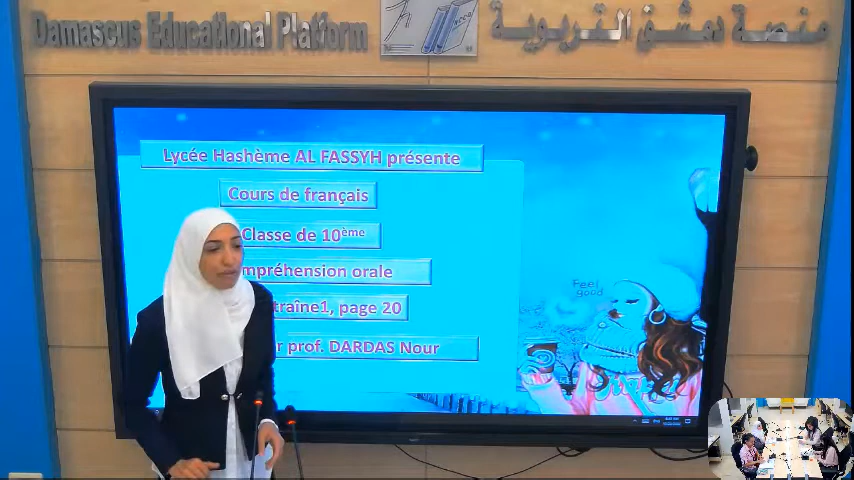 Damascus Educational Platform
منصة دمشق التربوية
Lycée Hashème AL FASSYH présente
Cours de français
Classe de 10ème
mpréhension orale
traîne1, page 20
r prof. DARDAS Nour
Feel
good